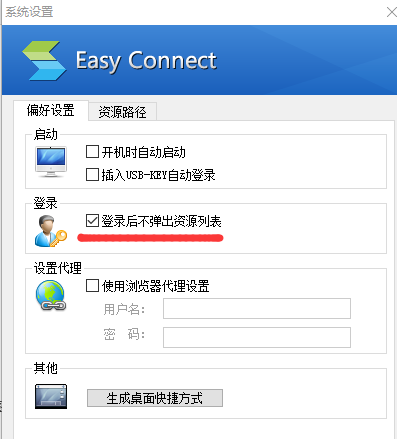 系统设置
Easy Connect
偏好设置
资源路径
启动
开机时自动启动
插入USB-KEY自动登录
登录
登录后不弹出资源列表
设置代理
使用浏览器代理设置
用户名:
密 码:
其他
生成桌面快捷方式